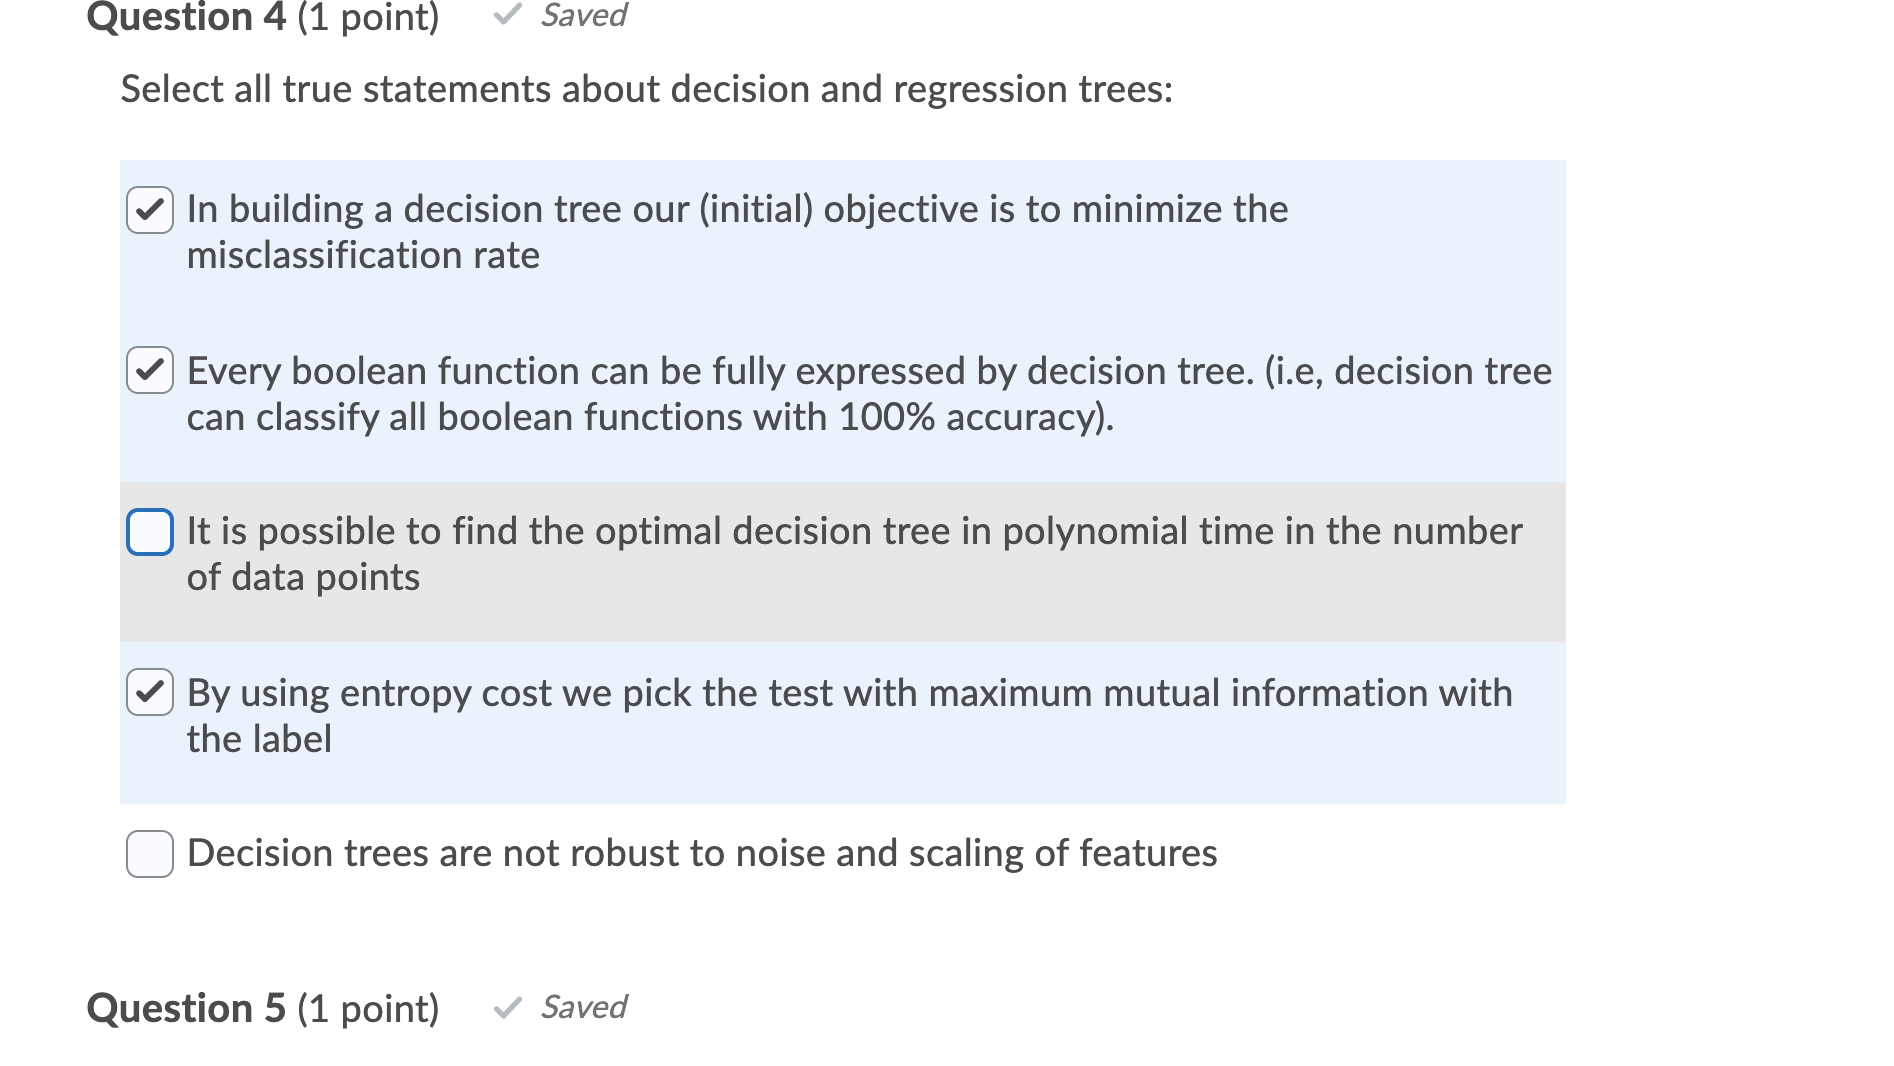 Question 4 (1 point) Saved
Select all true statements about decision and regression trees:
In building a decision tree our (initial) objective is to minimize the
misclassification rate
Every boolean function can be fully expressed by decision tree. (i.e, decision tree
can classify all boolean functions with 100% accuracy).
It is possible to find the optimal decision tree in polynomial time in the number
of data points
By using entropy cost we pick the test with maximum mutual information with
the label
Decision trees are not robust to noise and scaling of features
Question 5 (1 point) Saved